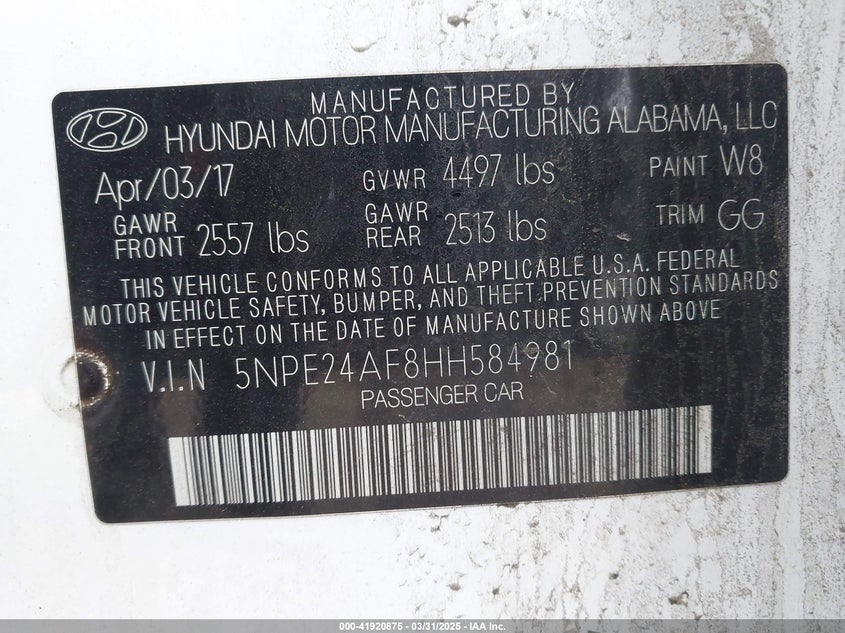 MANUFACTURED BY
HYUNDAI MOTOR MANUFACTURING ALABAMA, LLC
Apr/03/17 GVWR 4497 lbs PAINT W8
GAWR FRONT 2557 lbs GAWR REAR 2513 lbs TRIM GG
THIS VEHICLE CONFORMS TO ALL APPLICABLE U.S.A. FEDERAL
MOTOR VEHICLE SAFETY, BUMPER, AND THEFT PREVENTION STANDARDS
IN EFFECT ON THE DATE OF MANUFACTURE SHOWN ABOVE
V.I.N 5NPE24AF8HH584981
PASSENGER CAR
000-41920875 - 03/31/2025 - IAA Inc.